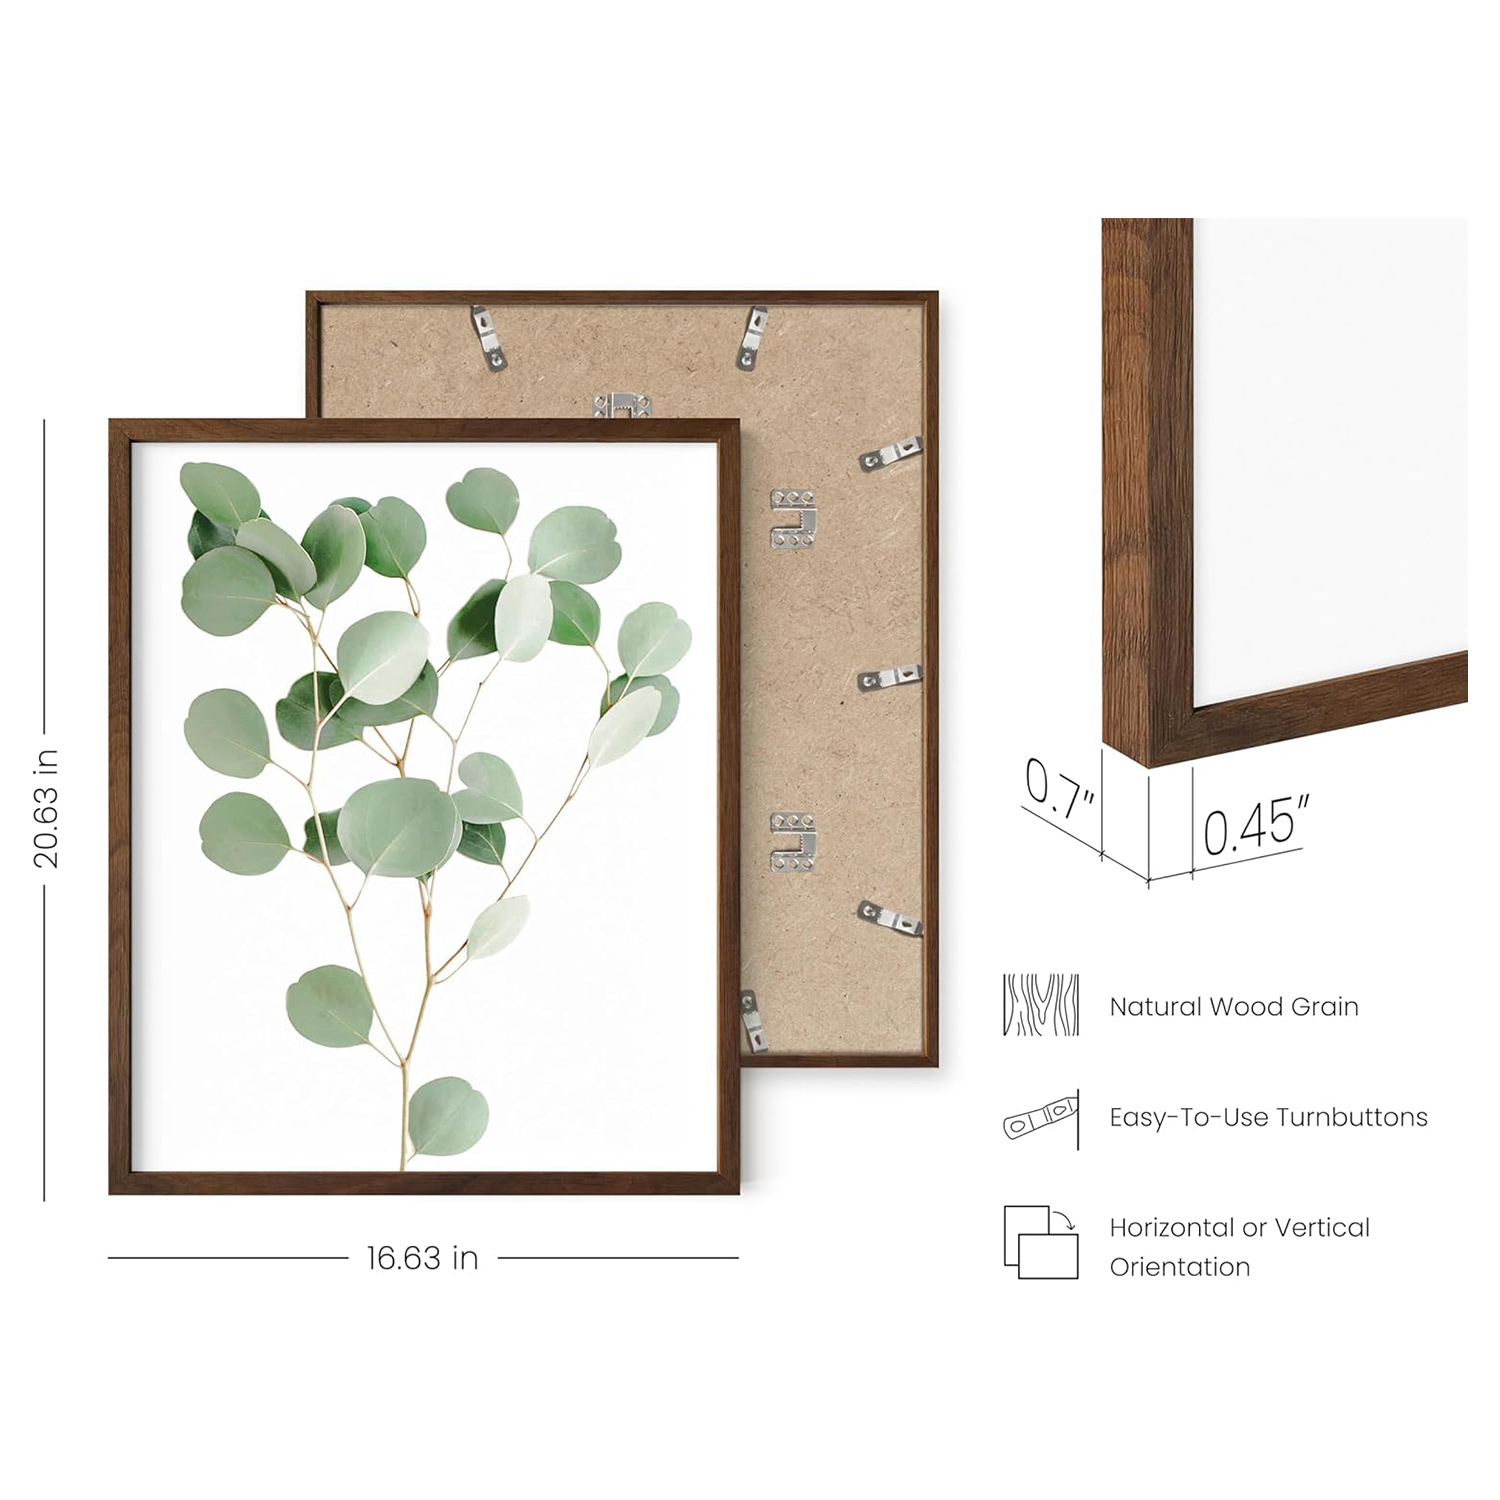 20.63 in
16.63 in
0.7"
0.45"
Natural Wood Grain
Easy-To-Use Turnbuttons
Horizontal or Vertical
Orientation